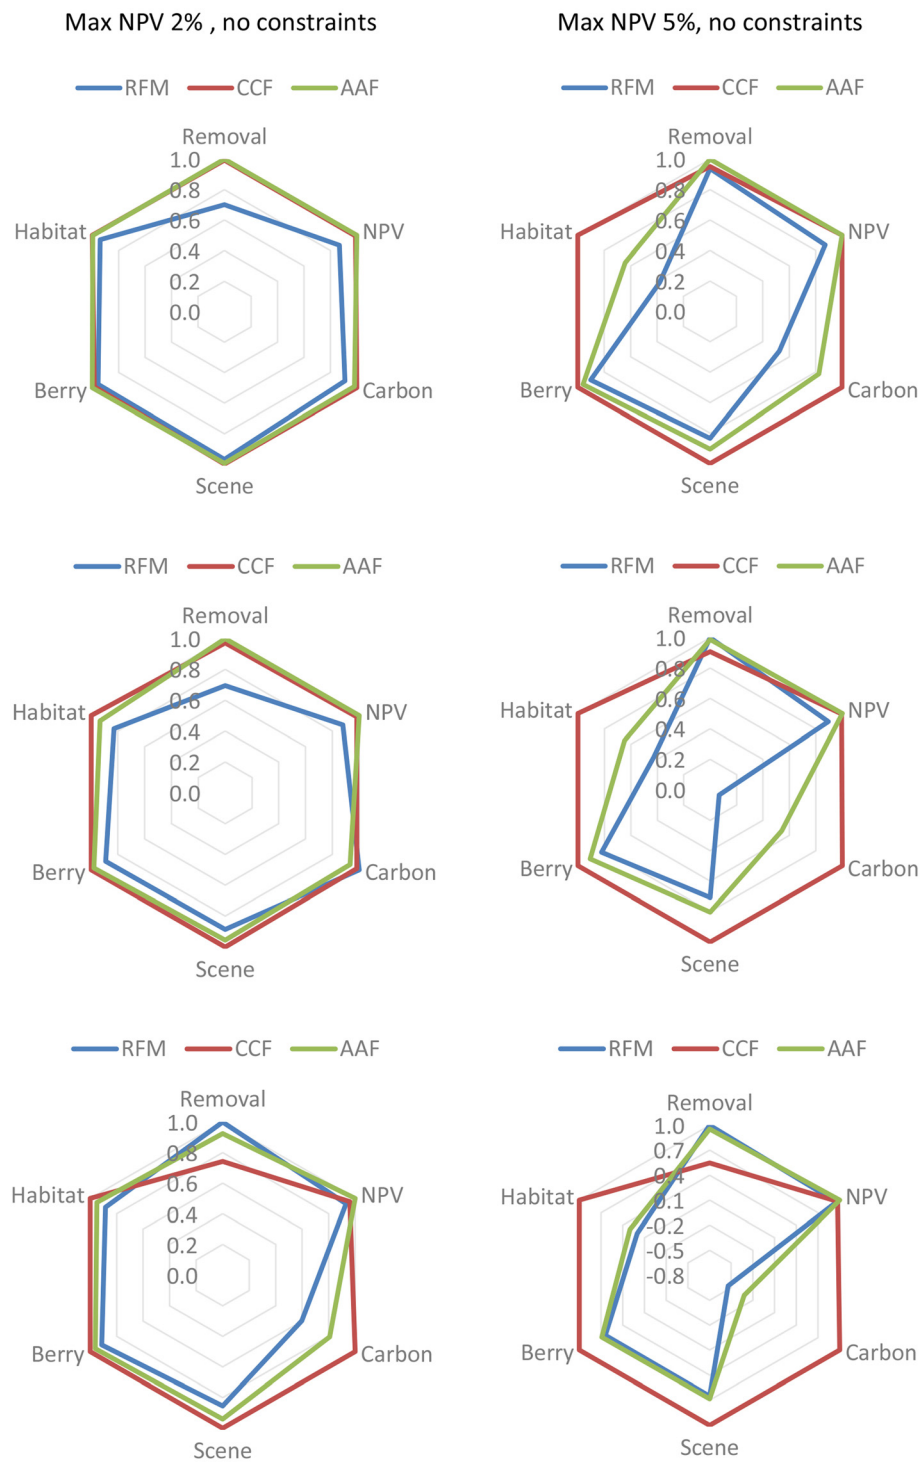 Max NPV 2% , no constraints
Max NPV 5%, no constraints
RFM CCF AAF
Removal
1.0
0.8
0.6
0.4
0.2
0.0
Habitat
NPV
Berry
Carbon
Scene
RFM CCF AAF
Removal
1.0
0.8
0.6
0.4
0.2
0.0
Habitat
NPV
Berry
Carbon
Scene
RFM CCF AAF
Removal
1.0
0.8
0.6
0.4
0.2
0.0
Habitat
NPV
Berry
Carbon
Scene
RFM CCF AAF
Removal
1.0
0.8
0.6
0.4
0.2
0.0
Habitat
NPV
Berry
Carbon
Scene
RFM CCF AAF
Removal
1.0
0.8
0.6
0.4
0.2
0.0
Habitat
NPV
Berry
Carbon
Scene
RFM CCF AAF
Removal
1.0
0.7
0.4
0.1
-0.2
-0.5
-0.8
Habitat
NPV
Berry
Carbon
Scene